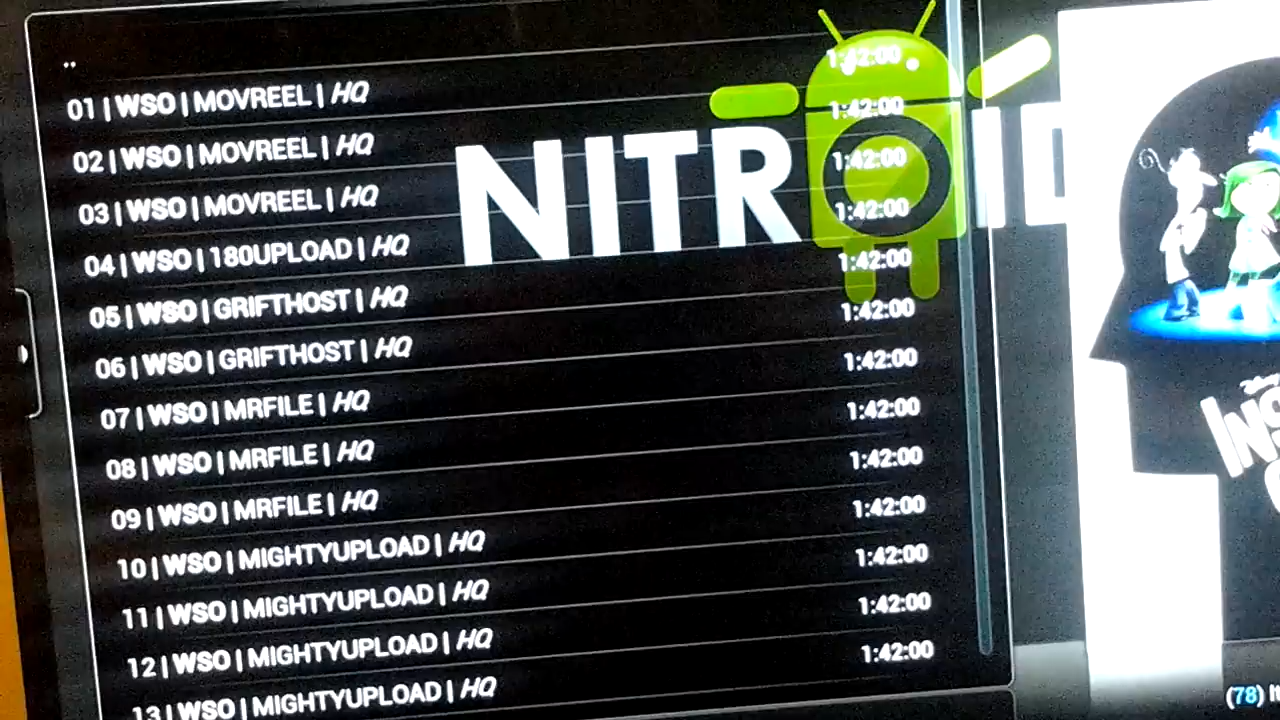 ..
01 | WSO | MOVREEL | HQ 1:42:00
02 | WSO | MOVREEL | HQ 1:42:00
03 | WSO | MOVREEL | HQ 1:42:00
04 | WSO | 180UPLOAD | HQ 1:42:00
05 | WSO | GRIFTHOST | HQ 1:42:00
06 | WSO | GRIFTHOST | HQ 1:42:00
07 | WSO | MRFILE | HQ 1:42:00
08 | WSO | MRFILE | HQ 1:42:00
09 | WSO | MRFILE | HQ 1:42:00
10 | WSO | MIGHTYUPLOAD | HQ 1:42:00
11 | WSO | MIGHTYUPLOAD | HQ 1:42:00
12 | WSO | MIGHTYUPLOAD | HQ 1:42:00
13 | WSO | MIGHTYUPLOAD | HQ 1:42:00
NITROID
(78)